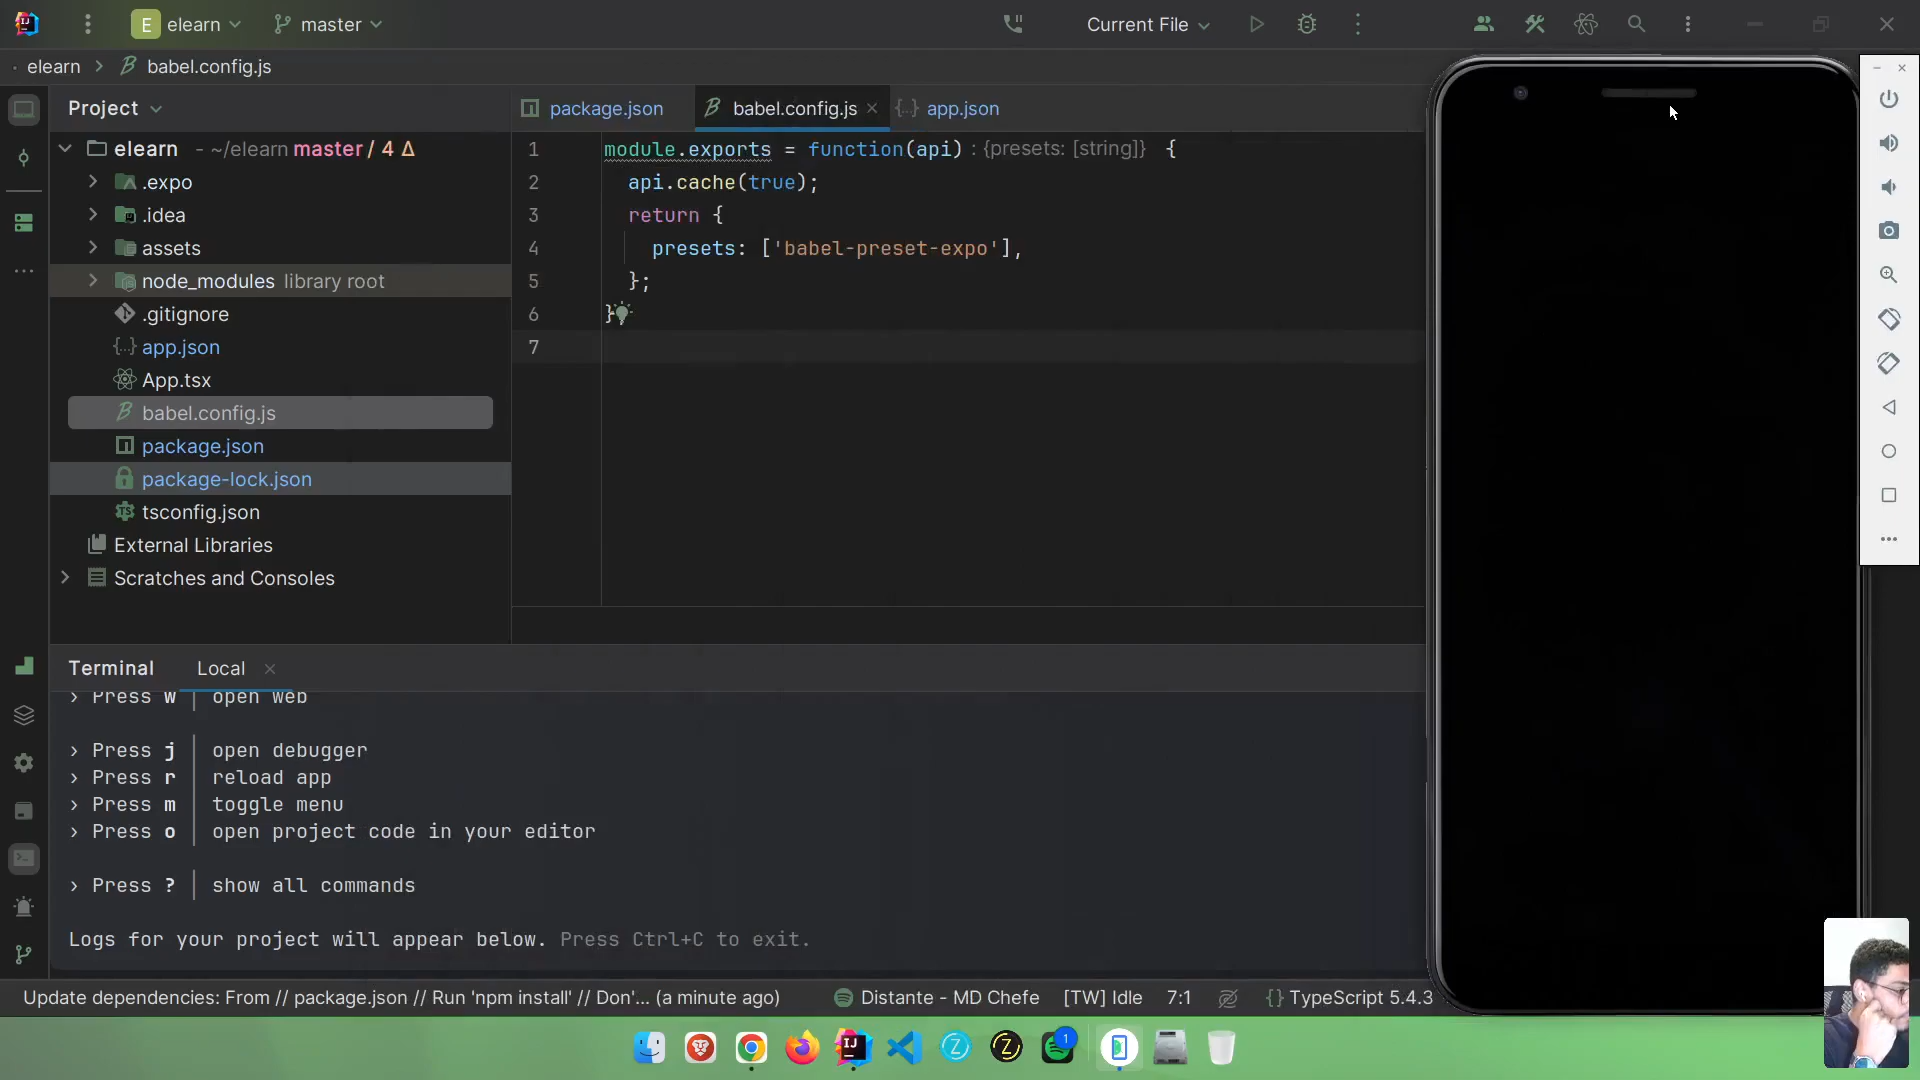 E elearn master Current File
elearn babel.config.js
Project
package.json babel.config.js app.json
elearn - ~/elearn master / 4 Δ
.expo
.idea
assets
node_modules library root
.gitignore
app.json
App.tsx
babel.config.js
package.json
package-lock.json
tsconfig.json
External Libraries
Scratches and Consoles
1 module.exports = function(api) : {presets: [string]} {
2 api.cache(true);
3 return {
4 presets: ['babel-preset-expo'],
5 };
6 }
7
Terminal Local
› Press w │ open web
› Press j │ open debugger
› Press r │ reload app
› Press m │ toggle menu
› Press o │ open project code in your editor
› Press ? │ show all commands
Logs for your project will appear below. Press Ctrl+C to exit.
Update dependencies: From // package.json // Run 'npm install' // Don'... (a minute ago) Distante - MD Chefe [TW] Idle 7:1 {} TypeScript 5.4.3
IJ Z Z 1